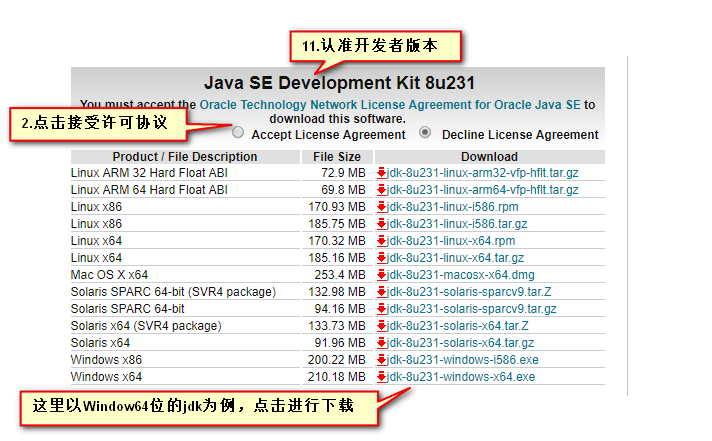 11.认准开发者版本
Java SE Development Kit 8u231
You must accept the Oracle Technology Network License Agreement for Oracle Java SE to
download this software.
2.点击接受许可协议
Accept License Agreement Decline License Agreement
Product / File Description File Size Download
Linux ARM 32 Hard Float ABI 72.9 MB jdk-8u231-linux-arm32-vfp-hflt.tar.gz
Linux ARM 64 Hard Float ABI 69.8 MB jdk-8u231-linux-arm64-vfp-hflt.tar.gz
Linux x86 170.93 MB jdk-8u231-linux-i586.rpm
Linux x86 185.75 MB jdk-8u231-linux-i586.tar.gz
Linux x64 170.32 MB jdk-8u231-linux-x64.rpm
Linux x64 185.16 MB jdk-8u231-linux-x64.tar.gz
Mac OS X x64 253.4 MB jdk-8u231-macosx-x64.dmg
Solaris SPARC 64-bit (SVR4 package) 132.98 MB jdk-8u231-solaris-sparcv9.tar.Z
Solaris SPARC 64-bit 94.16 MB jdk-8u231-solaris-sparcv9.tar.gz
Solaris x64 (SVR4 package) 133.73 MB jdk-8u231-solaris-x64.tar.Z
Solaris x64 91.96 MB jdk-8u231-solaris-x64.tar.gz
Windows x86 200.22 MB jdk-8u231-windows-i586.exe
Windows x64 210.18 MB jdk-8u231-windows-x64.exe
这里以Window64位的jdk为例，点击进行下载